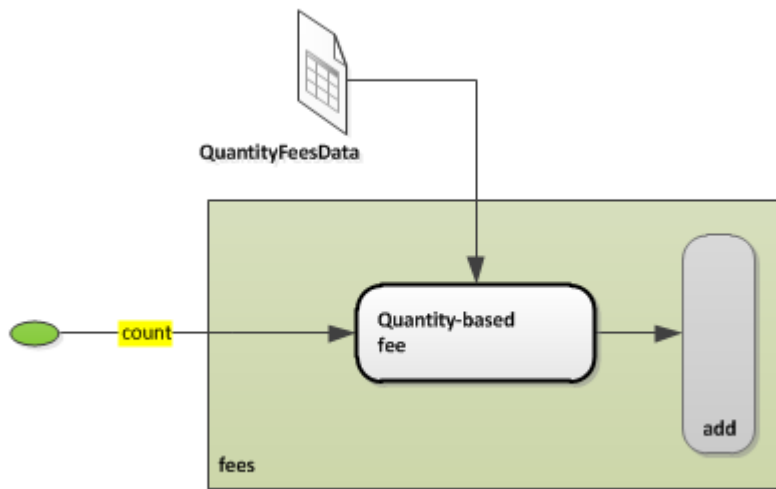 QuantityFeesData
count
Quantity-based
fee
add
fees